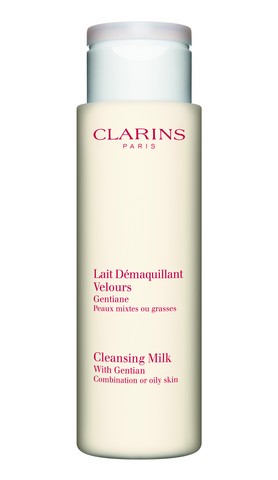 CLARINS
PARIS
Lait Démaquillant
Velours
Gentiane
Peaux mixtes ou grasses
Cleansing Milk
With Gentian
Combination or oily skin